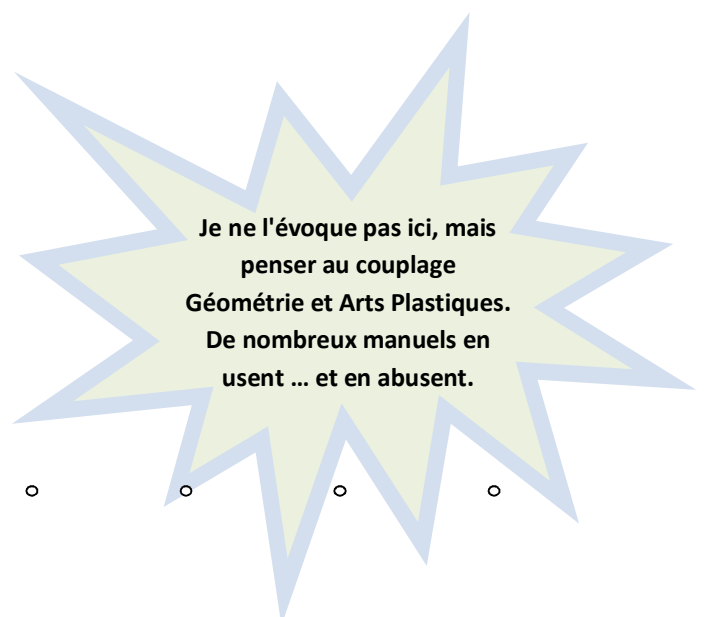 Je ne l'évoque pas ici, mais
penser au couplage
Géométrie et Arts Plastiques.
De nombreux manuels en
usent … et en abusent.